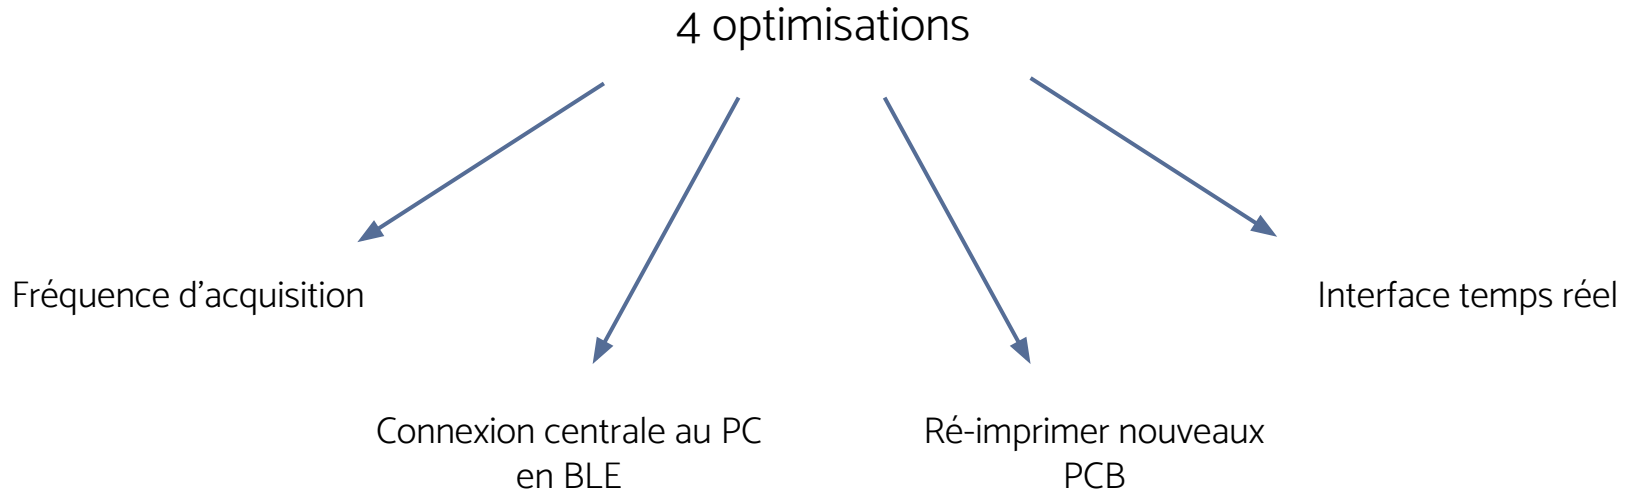 4 optimisations
Fréquence d'acquisition
Interface temps réel
Connexion centrale au PC
en BLE
Ré-imprimer nouveaux
PCB